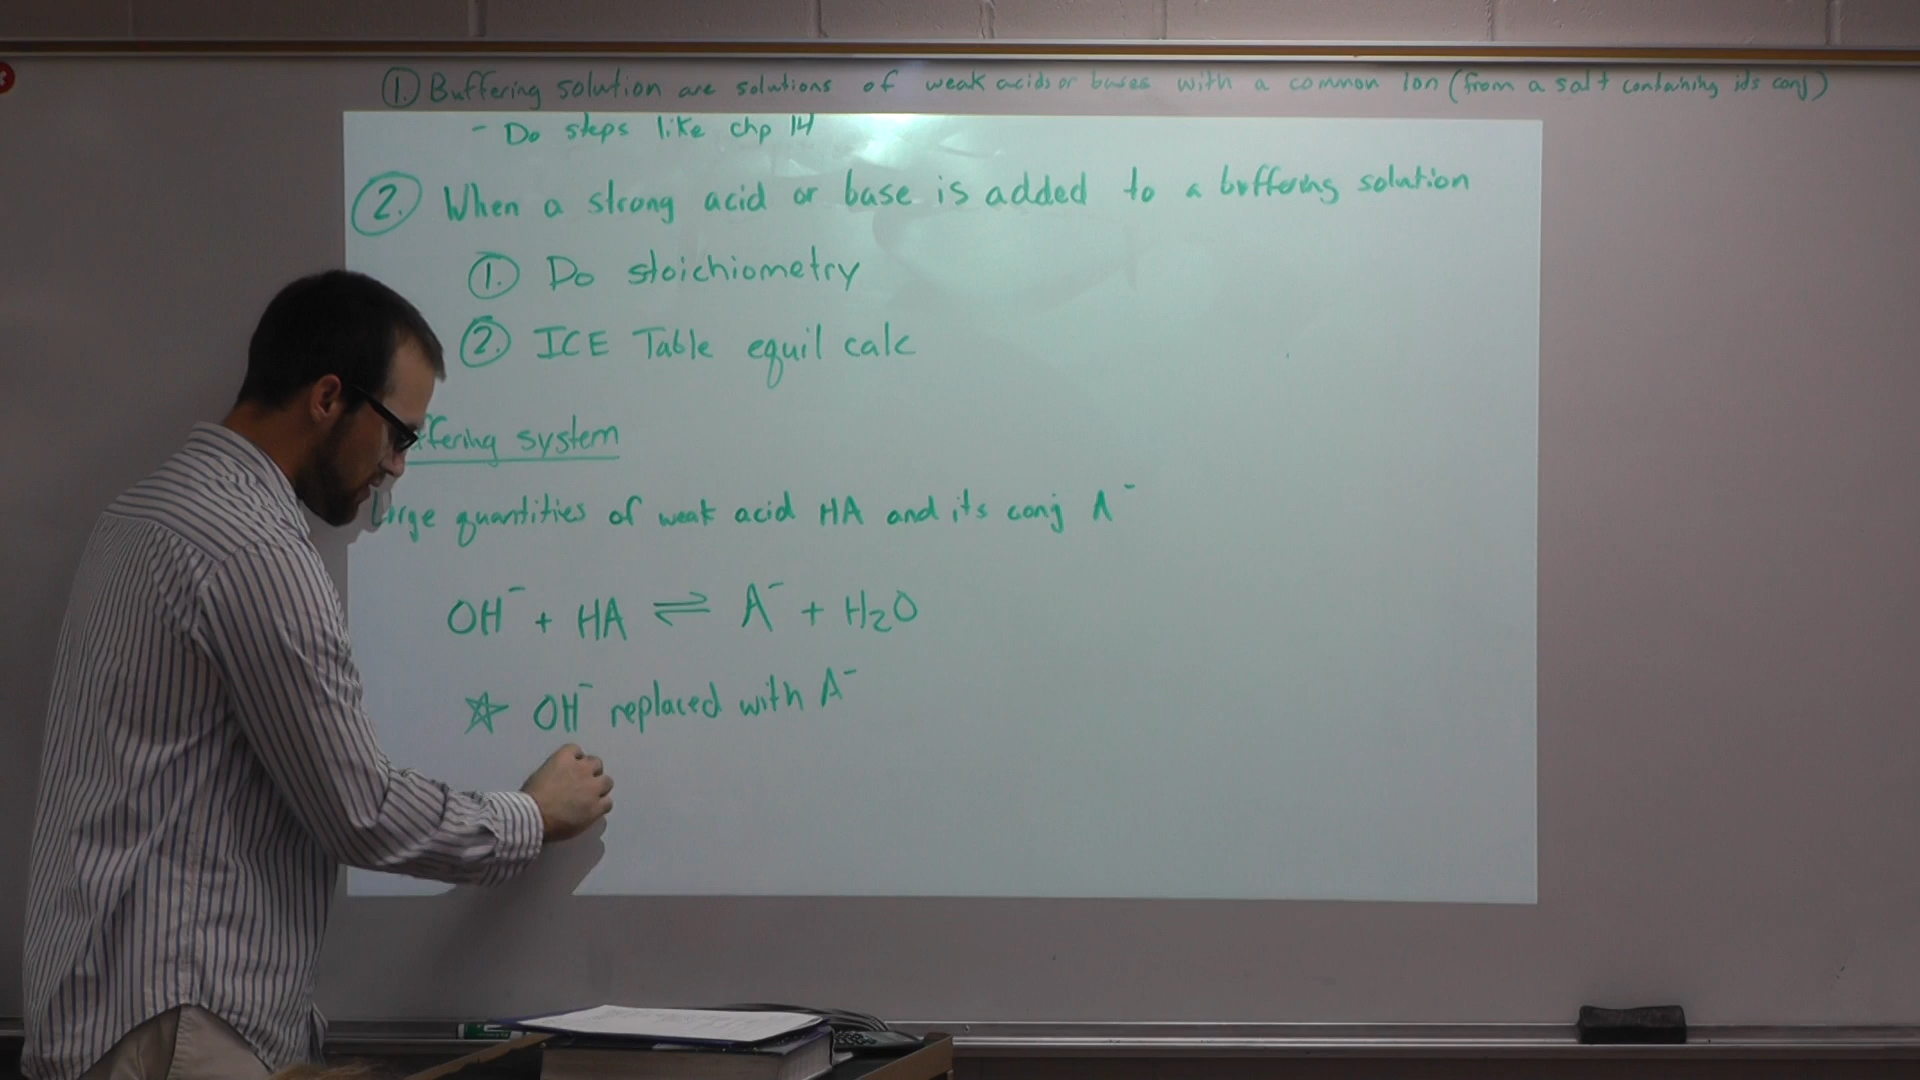 1. Buffering solution are solutions of weak acids or bases with a common Ion (from a salt containing its conj)
- Do steps like chp 14
2. When a strong acid or base is added to a buffering solution
1. Do stoichiometry
2. ICE Table equil calc
ffering system
Large quantities of weak acid HA and its conj A⁻
OH⁻ + HA ⇌ A⁻ + H₂O
☆ OH⁻ replaced with A⁻